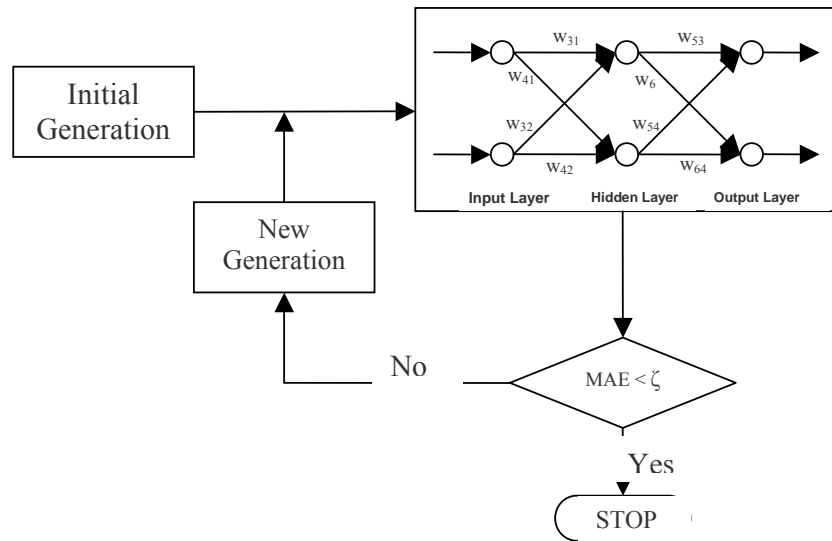 Initial
Generation
w31
w53
w41
w6
w32
w54
w42
w64
Input Layer
Hidden Layer
Output Layer
New
Generation
No
MAE < ζ
Yes
STOP